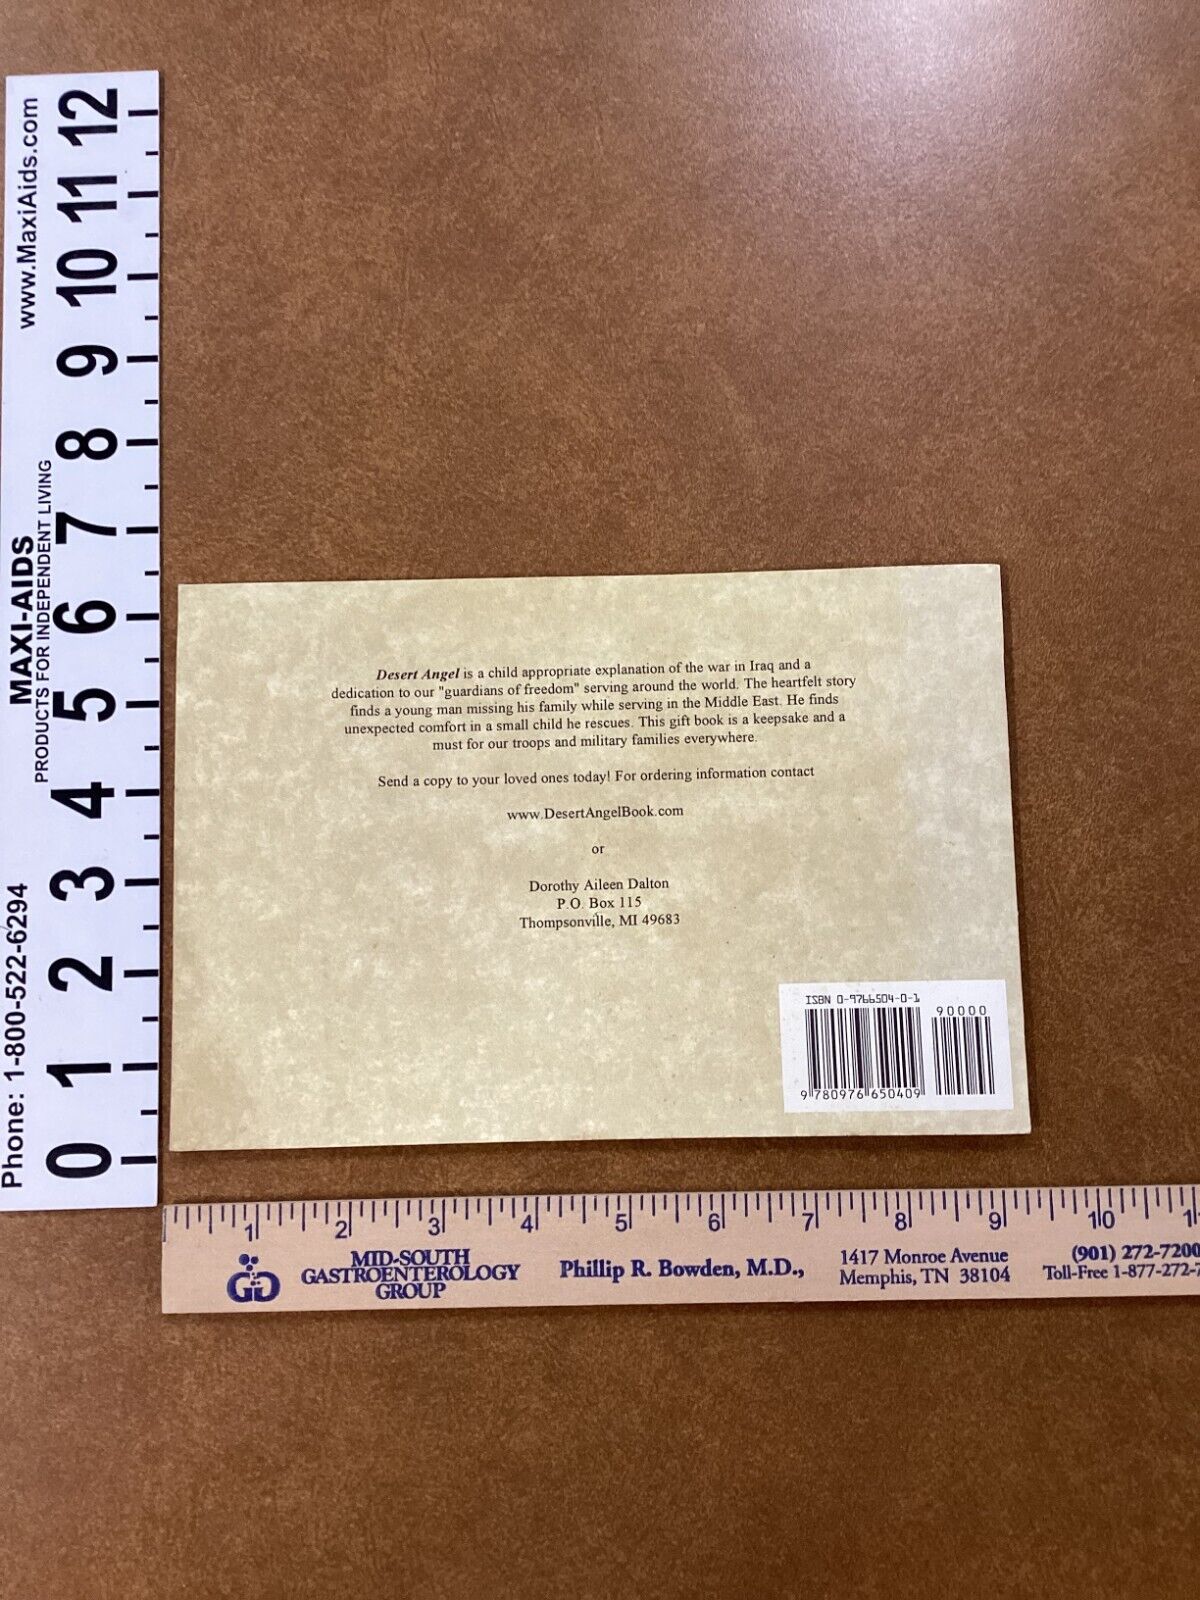 www.MaxiAids.com
MAXI-AIDS
PRODUCTS FOR INDEPENDENT LIVING
Phone: 1-800-522-6294
12
11
10
9
8
7
6
5
4
3
2
1
0
Desert Angel is a child appropriate explanation of the war in Iraq and a
dedication to our "guardians of freedom" serving around the world. The heartfelt story
finds a young man missing his family while serving in the Middle East. He finds
unexpected comfort in a small child he rescues. This gift book is a keepsake and a
must for our troops and military families everywhere.
Send a copy to your loved ones today! For ordering information contact
www.DesertAngelBook.com
or
Dorothy Aileen Dalton
P.O. Box 115
Thompsonville, MI 49683
ISBN 0-9766504-0-1
90000
9 780976 650409
1 2 3 4 5 6 7 8 9 10
MID-SOUTH
GASTROENTEROLOGY
GROUP
Phillip R. Bowden, M.D.,
1417 Monroe Avenue
Memphis, TN 38104
(901) 272-7200
Toll-Free 1-877-272-7